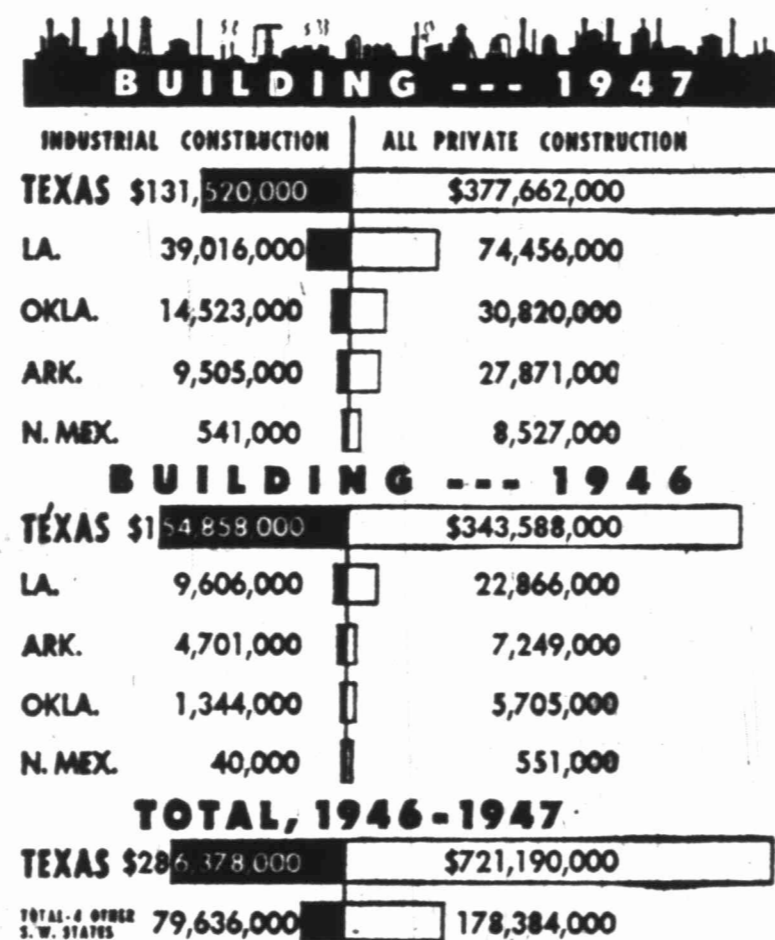 BUILDING --- 1947
INDUSTRIAL CONSTRUCTION ALL PRIVATE CONSTRUCTION
TEXAS $131,520,000 $377,662,000
LA. 39,016,000 74,456,000
OKLA. 14,523,000 30,820,000
ARK. 9,505,000 27,871,000
N. MEX. 541,000 8,527,000
BUILDING --- 1946
TEXAS $154,858,000 $343,588,000
LA. 9,606,000 22,866,000
ARK. 4,701,000 7,249,000
OKLA. 1,344,000 5,705,000
N. MEX. 40,000 551,000
TOTAL, 1946-1947
TEXAS $286,378,000 $721,190,000
TOTAL-4 OTHER
S. W. STATES 79,636,000 178,384,000